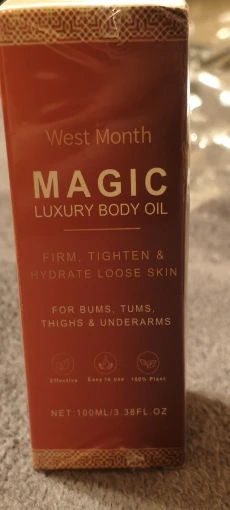 West Month
MAGIC
LUXURY BODY OIL
FIRM, TIGHTEN &
HYDRATE LOOSE SKIN
FOR BUMS, TUMS,
THIGHS & UNDERARMS
Effective Easy to use 100% Plant
NET:100ML/3.38FL.OZ